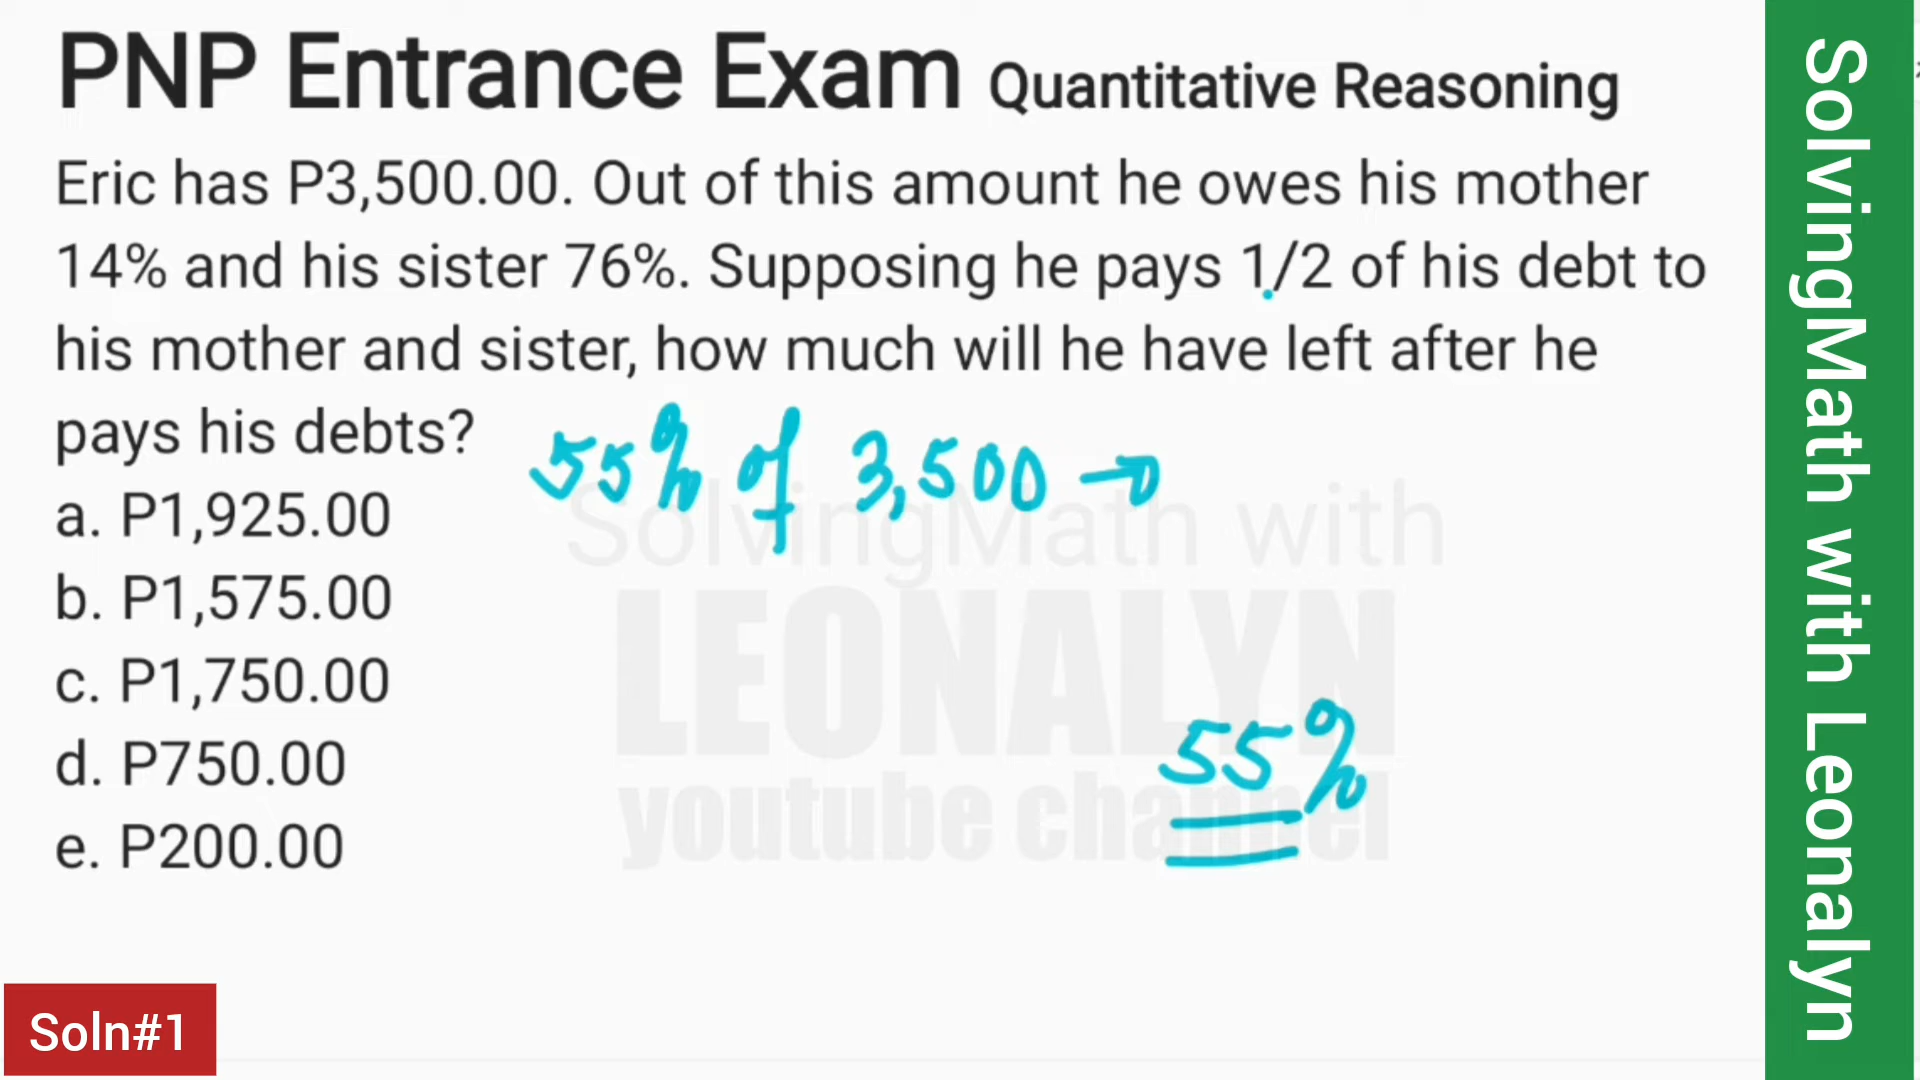 PNP Entrance Exam Quantitative Reasoning
Eric has P3,500.00. Out of this amount he owes his mother
14% and his sister 76%. Supposing he pays 1/2 of his debt to
his mother and sister, how much will he have left after he
pays his debts?
55% of 3,500 →
a. P1,925.00
b. P1,575.00
c. P1,750.00
d. P750.00
e. P200.00
SolvingMath with
LEONALYN
youtube channel
55%
Soln#1
SolvingMath with Leonalyn